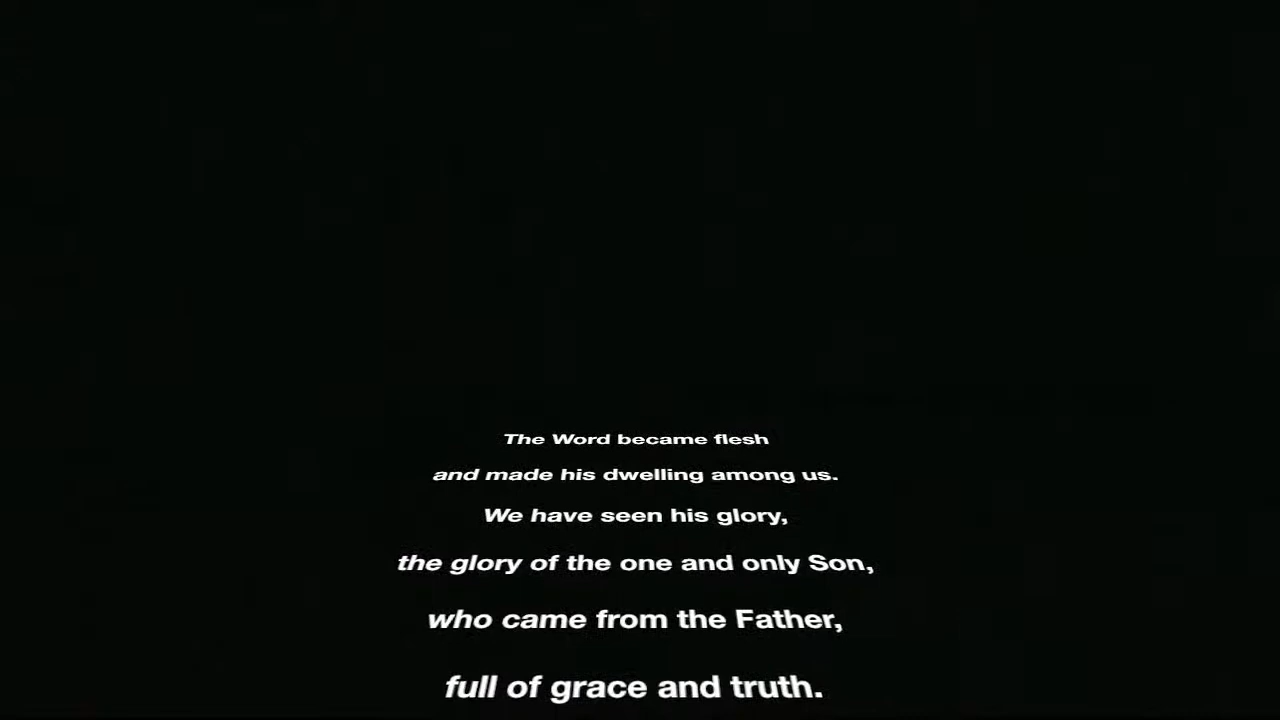 The Word became flesh
and made his dwelling among us.
We have seen his glory,
the glory of the one and only Son,
who came from the Father,
full of grace and truth.